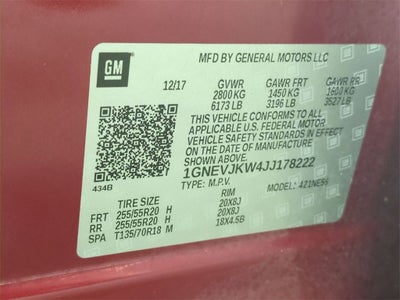 GM
MFD BY GENERAL MOTORS LLC
12/17 GVWR GAWR FRT GAWR RR
2800 KG 1450 KG 1600 KG
6173 LB 3196 LB 3527 LB
THIS VEHICLE CONFORMS TO ALL APPLICABLE
U.S. FEDERAL MOTOR
VEHICLE SAFETY STANDARDS IN EFFECT ON
THE DATE OF MANUFACTURE SHOWN ABOVE.
1GNEVJKW4JJ178222
434B
TYPE: M.P.V. MODEL:
TIRE SIZE RIM
FRT 255/55R20 H 20X8J
RR 255/55R20 H 20X8J
SPA T135/70R18 M 18X4.5B